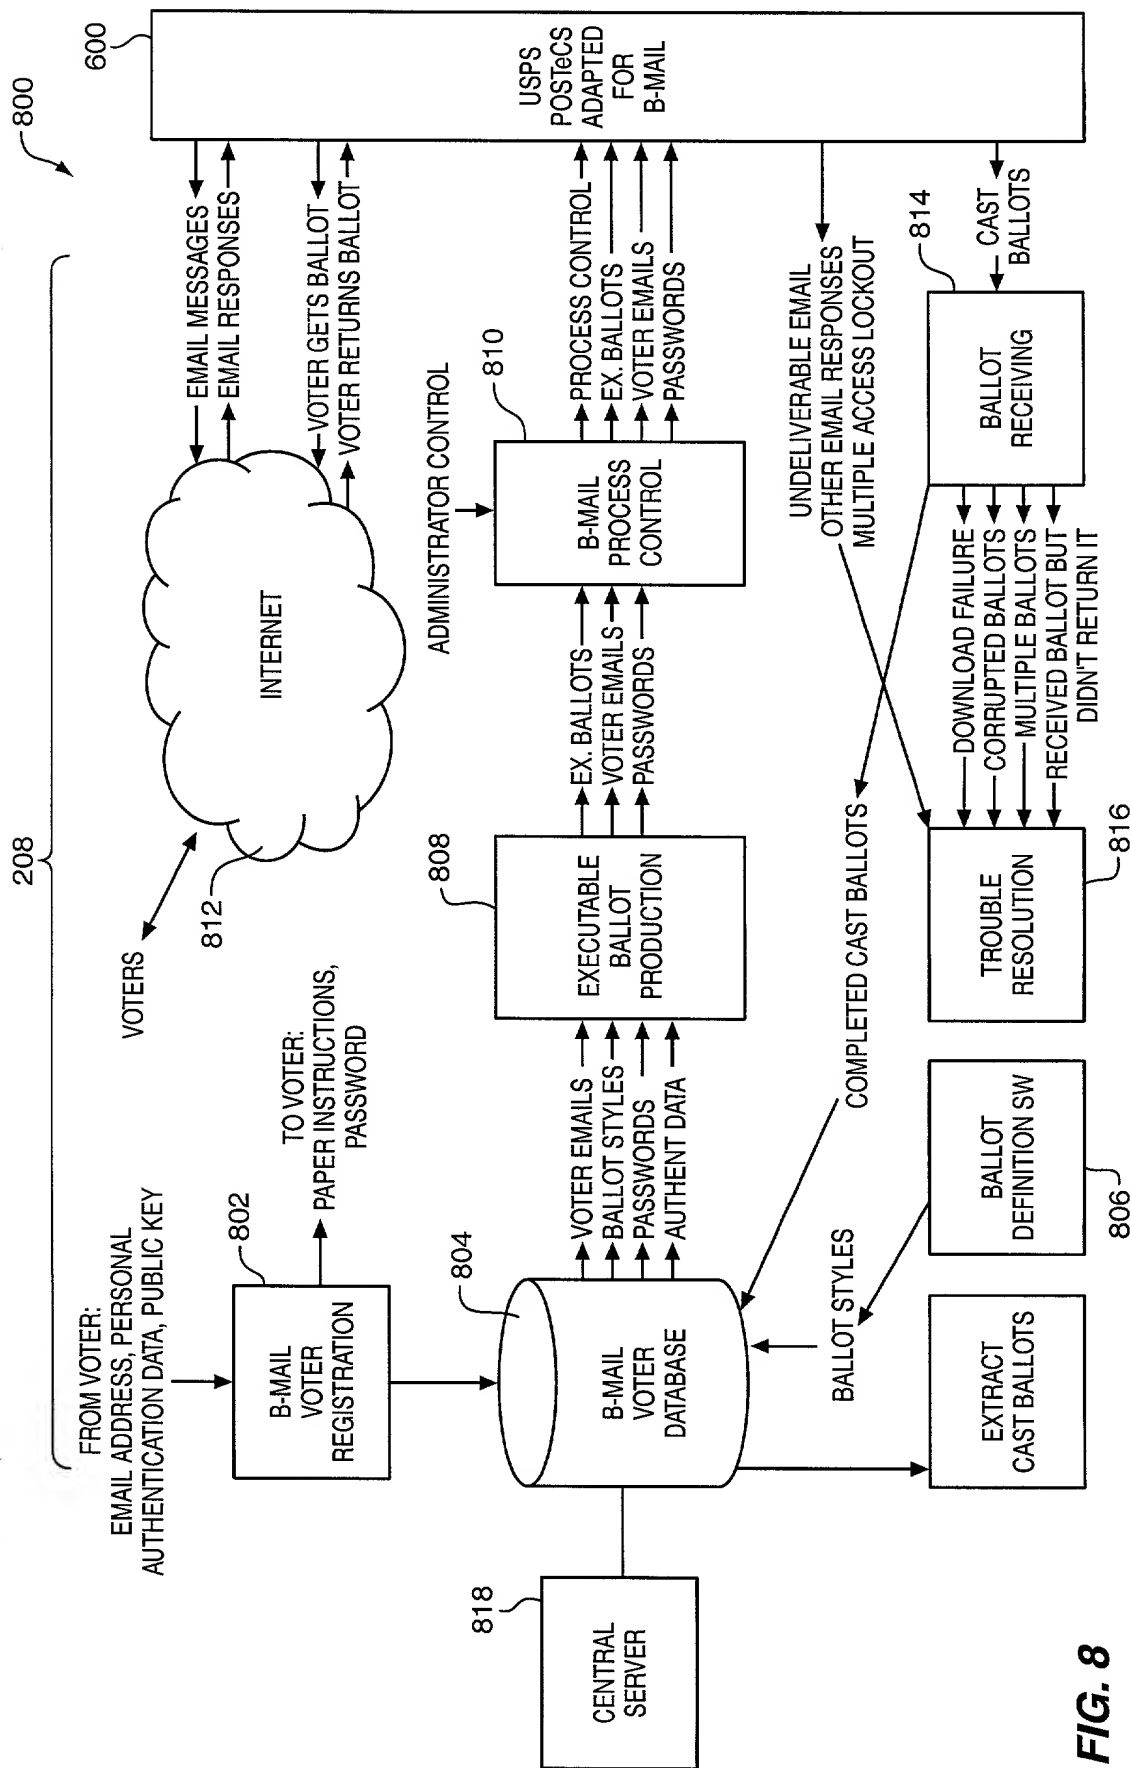 208
800
FROM VOTER:
EMAIL ADDRESS, PERSONAL
AUTHENTICATION DATA, PUBLIC KEY
802
B-MAIL
VOTER
REGISTRATION
TO VOTER:
PAPER INSTRUCTIONS,
PASSWORD
VOTERS
812
INTERNET
EMAIL MESSAGES
EMAIL RESPONSES
VOTER GETS BALLOT
VOTER RETURNS BALLOT
600
USPS
POSTeCS
ADAPTED
FOR
B-MAIL
818
CENTRAL
SERVER
804
B-MAIL
VOTER
DATABASE
VOTER EMAILS
BALLOT STYLES
PASSWORDS
AUTHENT DATA
808
EXECUTABLE
BALLOT
PRODUCTION
EX. BALLOTS
VOTER EMAILS
PASSWORDS
ADMINISTRATOR CONTROL
810
B-MAIL
PROCESS
CONTROL
PROCESS CONTROL
EX. BALLOTS
VOTER EMAILS
PASSWORDS
UNDELIVERABLE EMAIL
OTHER EMAIL RESPONSES
MULTIPLE ACCESS LOCKOUT
BALLOT STYLES
COMPLETED CAST BALLOTS
EXTRACT
CAST BALLOTS
BALLOT
DEFINITION SW
806
TROUBLE
RESOLUTION
816
DOWNLOAD FAILURE
CORRUPTED BALLOTS
MULTIPLE BALLOTS
RECEIVED BALLOT BUT
DIDN'T RETURN IT
814
BALLOT
RECEIVING
CAST
BALLOTS
FIG. 8